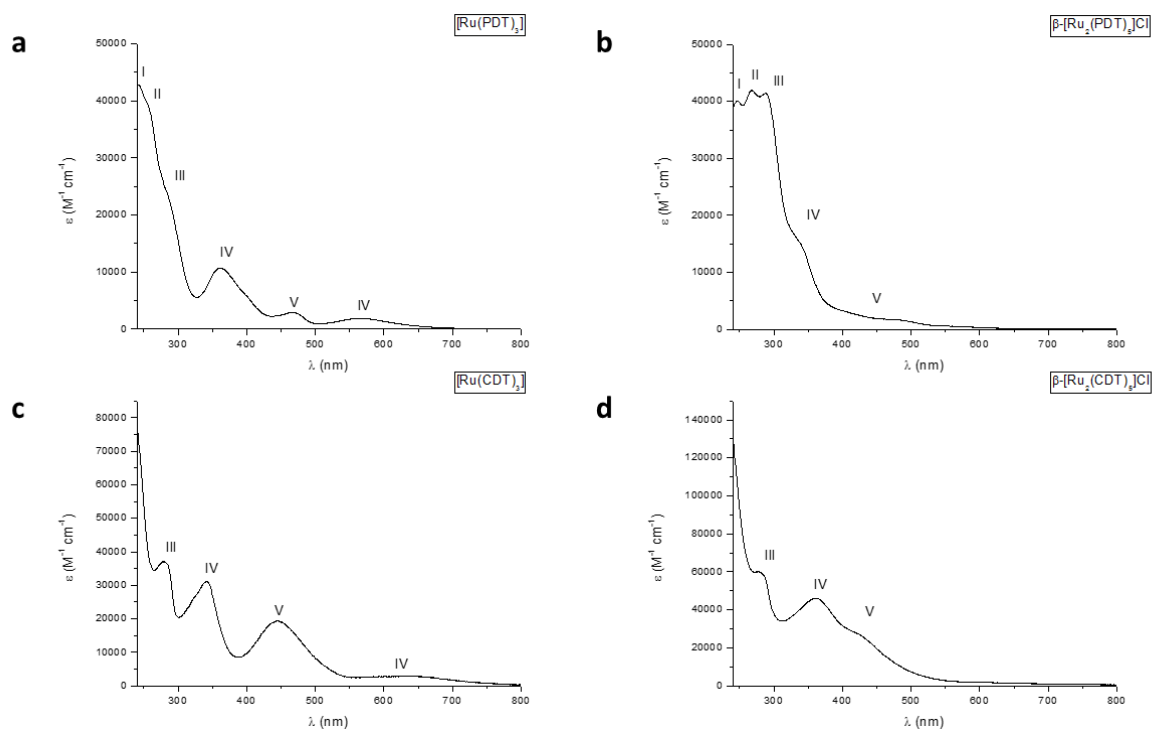 a
[Ru(PDT)₃]
50000
40000
30000
20000
10000
0
ε (M⁻¹ cm⁻¹)
I
II
III
IV
V
IV
300 400 500 600 700 800
λ (nm)
b
β-[Ru₂(PDT)₅]Cl
50000
40000
30000
20000
10000
0
ε (M⁻¹ cm⁻¹)
I
II
III
IV
V
300 400 500 600 700 800
λ (nm)
c
[Ru(CDT)₃]
80000
70000
60000
50000
40000
30000
20000
10000
0
ε (M⁻¹ cm⁻¹)
III
IV
V
IV
300 400 500 600 700 800
λ (nm)
d
β-[Ru₂(CDT)₅]Cl
140000
120000
100000
80000
60000
40000
20000
0
ε (M⁻¹ cm⁻¹)
III
IV
V
300 400 500 600 700 800
λ (nm)